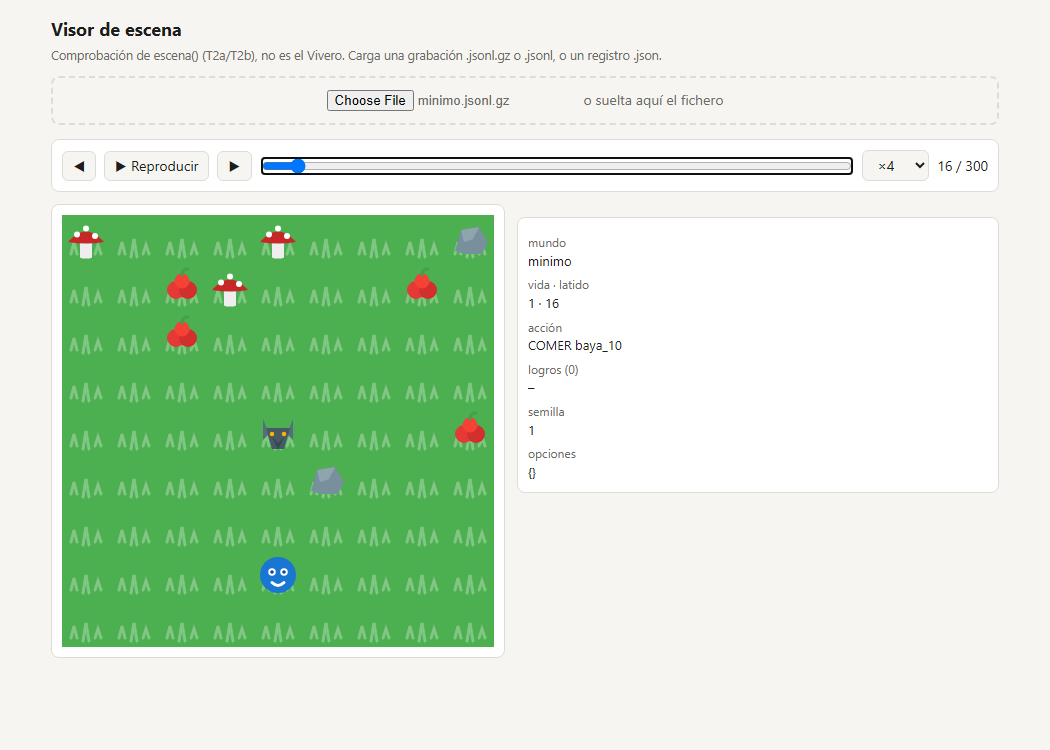 Visor de escena
Comprobación de escena() (T2a/T2b), no es el Vivero. Carga una grabación .jsonl.gz o .jsonl, o un registro .json.
Choose File minimo.jsonl.gz o suelta aquí el fichero
◀ ▶ Reproducir ▶ ×4 16 / 300
mundo
minimo
vida · latido
1 · 16
acción
COMER baya_10
logros (0)
–
semilla
1
opciones
{}